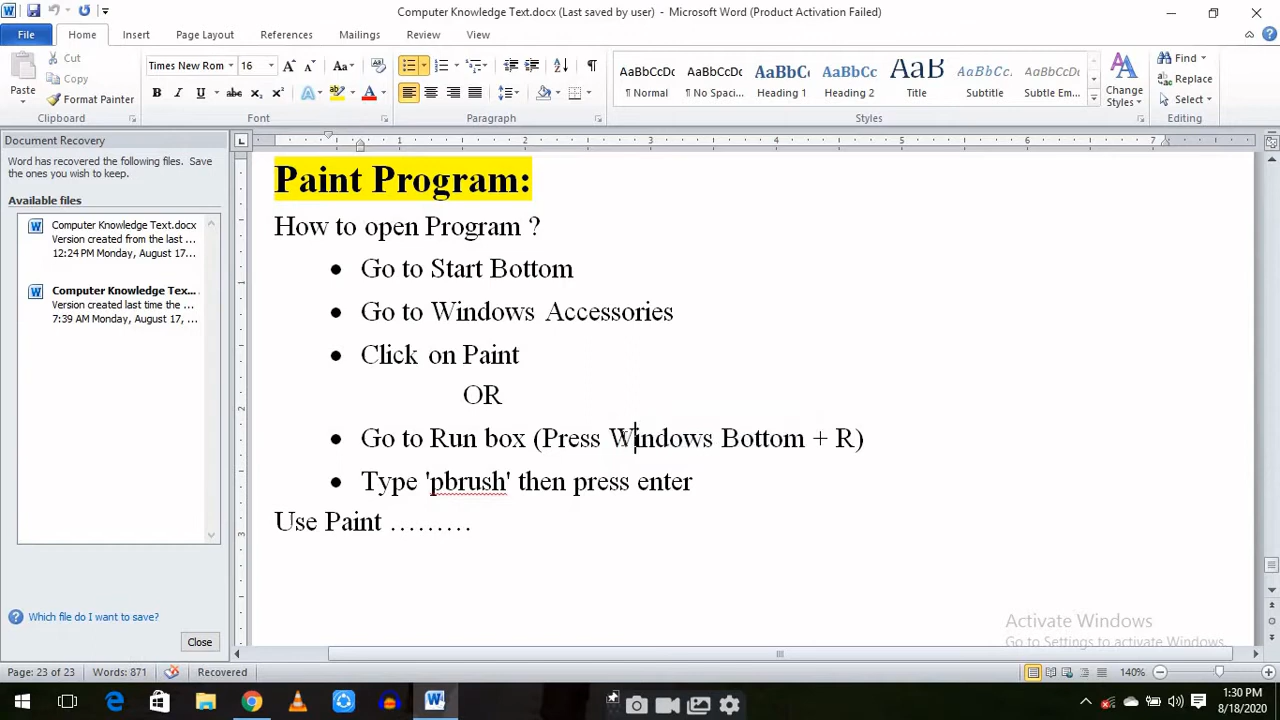 Computer Knowledge Text.docx (Last saved by user) - Microsoft Word (Product Activation Failed)
File Home Insert Page Layout References Mailings Review View
Paste
Cut
Copy
Format Painter
Clipboard
Times New Rom 16
Font
Paragraph
AaBbCcDc AaBbCcDc AaBbC AaBbCc AaB AaBbCcL AaBbCcDc
¶ Normal ¶ No Spaci... Heading 1 Heading 2 Title Subtitle Subtle Em...
Styles
Change Styles
Find
Replace
Select
Editing
Document Recovery
Word has recovered the following files. Save
the ones you wish to keep.
Available files
Computer Knowledge Text.docx
Version created from the last ...
12:24 PM Monday, August 17...
Computer Knowledge Tex...
Version created last time the ...
7:39 AM Monday, August 17, ...
Which file do I want to save?
Close
Paint Program:
How to open Program ?
• Go to Start Bottom
• Go to Windows Accessories
• Click on Paint
OR
• Go to Run box (Press Windows Bottom + R)
• Type 'pbrush' then press enter
Use Paint .........
Activate Windows
Go to Settings to activate Windows.
Page: 23 of 23 Words: 871 Recovered 140%
1:30 PM
8/18/2020